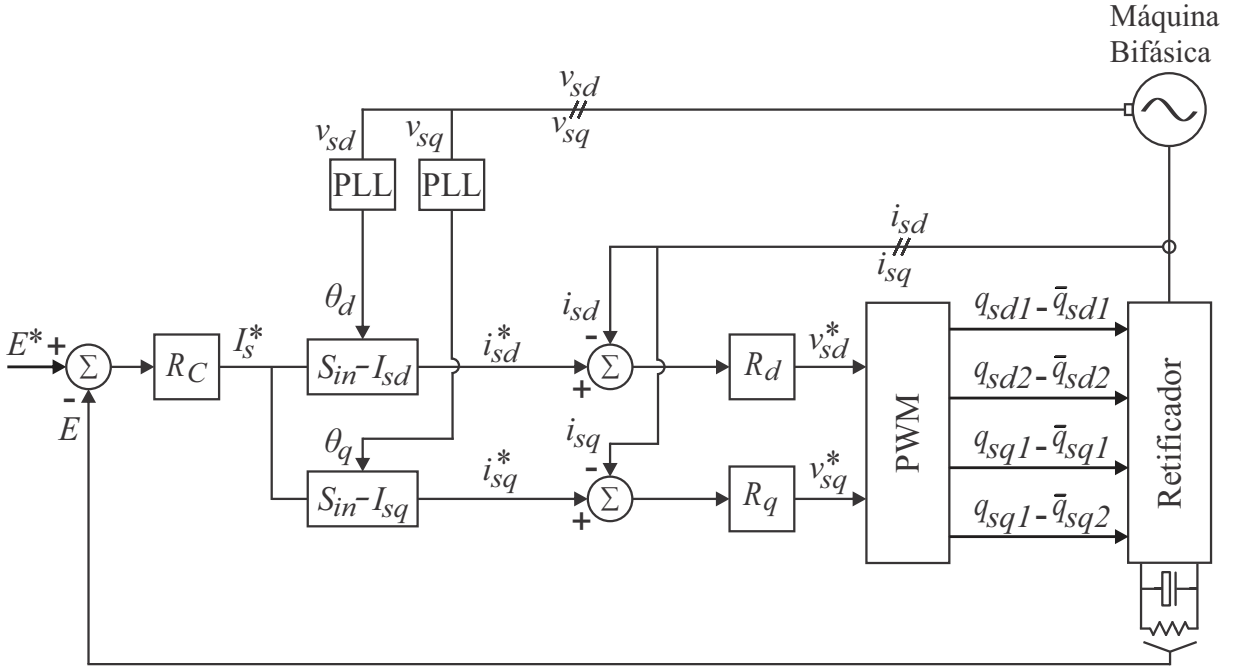 Máquina
Bifásica
v_sd
v_sq
v_sd
v_sq
PLL
PLL
i_sd
i_sq
θ_d
i_sd
q_sd1-q̅_sd1
E* +
Σ
-
E
R_C
I_s*
S_in-I_sd
i_sd*
-
Σ
+
R_d
v_sd*
q_sd2-q̅_sd2
θ_q
i_sq
PWM
q_sq1-q̅_sq1
Retificador
S_in-I_sq
i_sq*
-
Σ
+
R_q
v_sq*
q_sq1-q̅_sq2